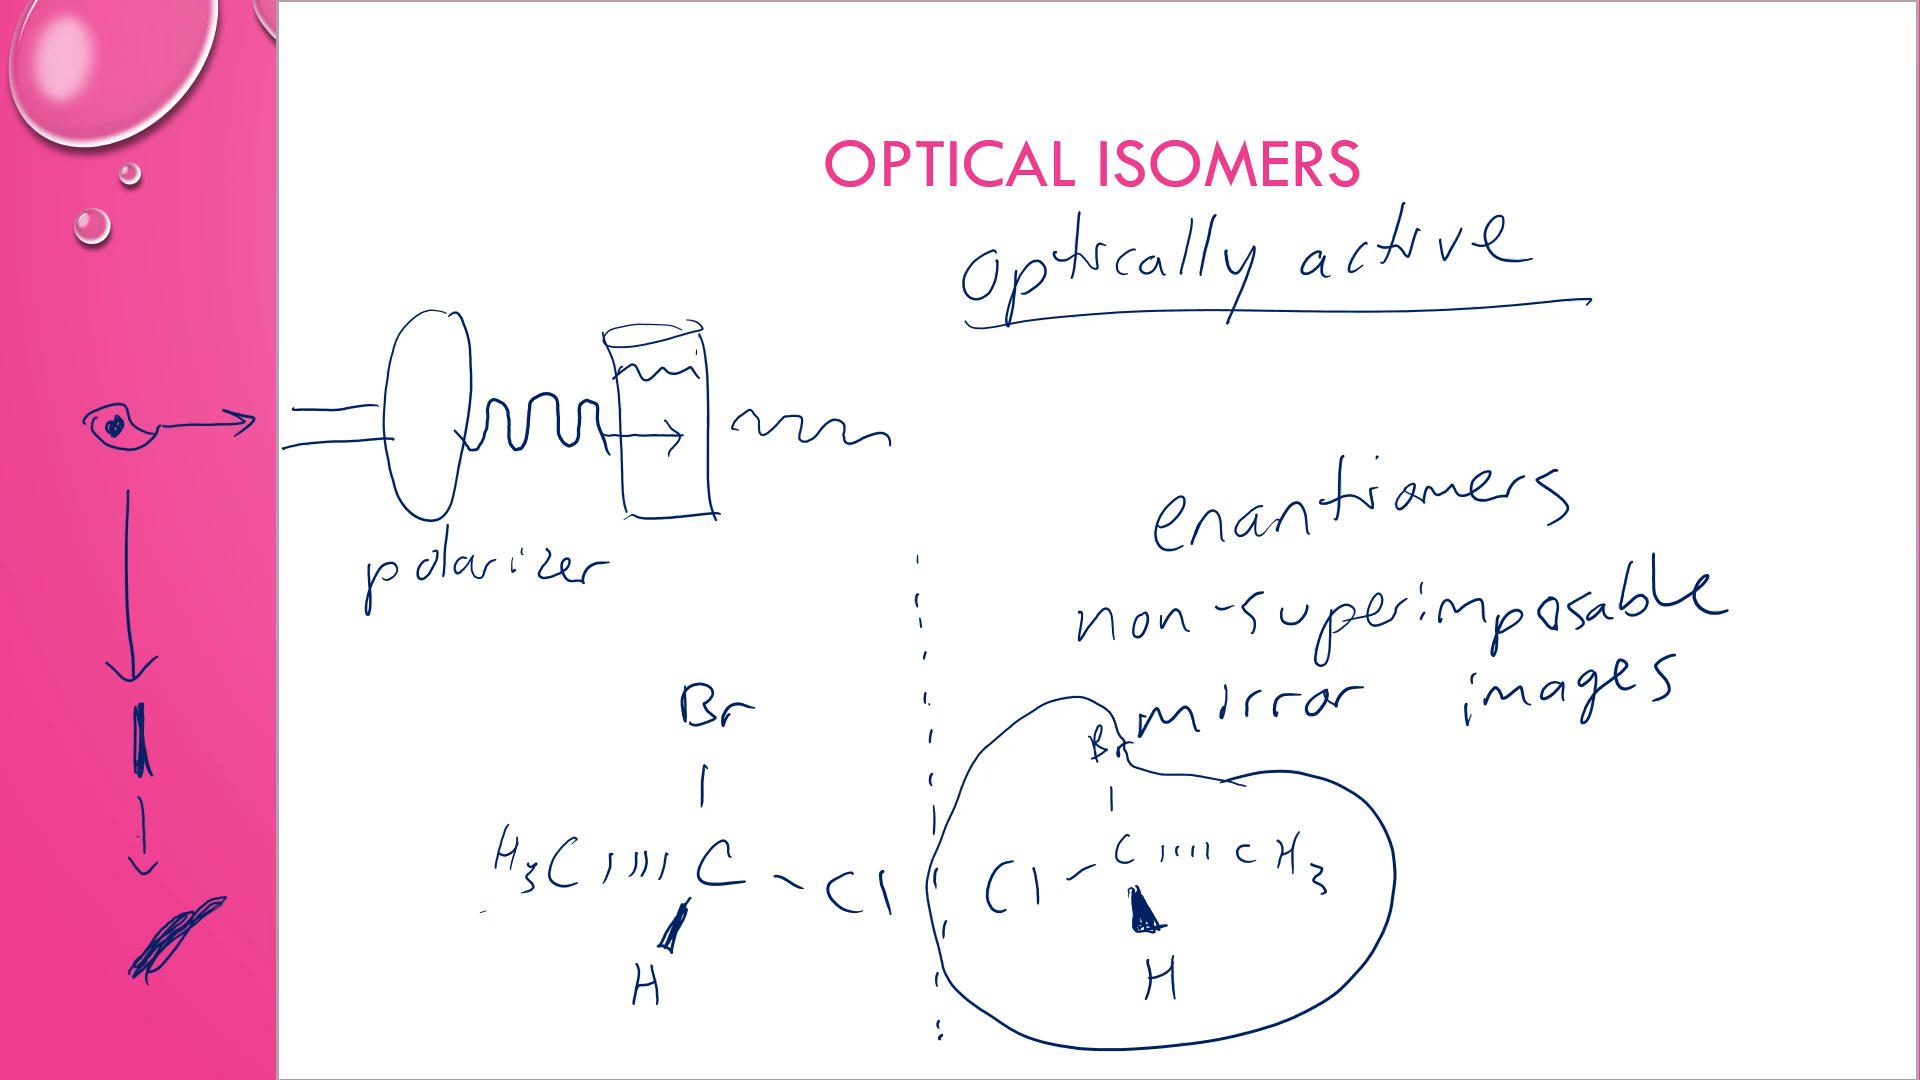 OPTICAL ISOMERS
optically active
polarizer
enantiomers
non-superimposable
mirror images
Br
H3C C Cl
H
Br
Cl C CH3
H